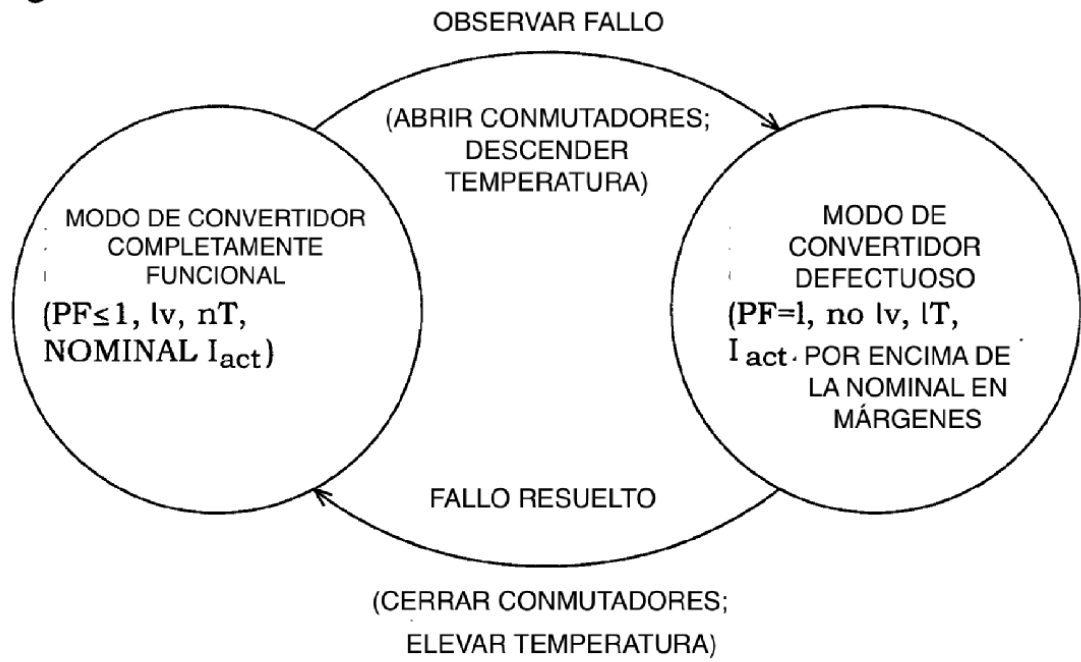 OBSERVAR FALLO
(ABRIR CONMUTADORES;
DESCENDER
TEMPERATURA)
MODO DE CONVERTIDOR
COMPLETAMENTE
FUNCIONAL
(PF≤1, lv, nT,
NOMINAL Iact)
MODO DE
CONVERTIDOR
DEFECTUOSO
(PF=l, no lv, lT,
Iact. POR ENCIMA DE
LA NOMINAL EN
MÁRGENES
FALLO RESUELTO
(CERRAR CONMUTADORES;
ELEVAR TEMPERATURA)